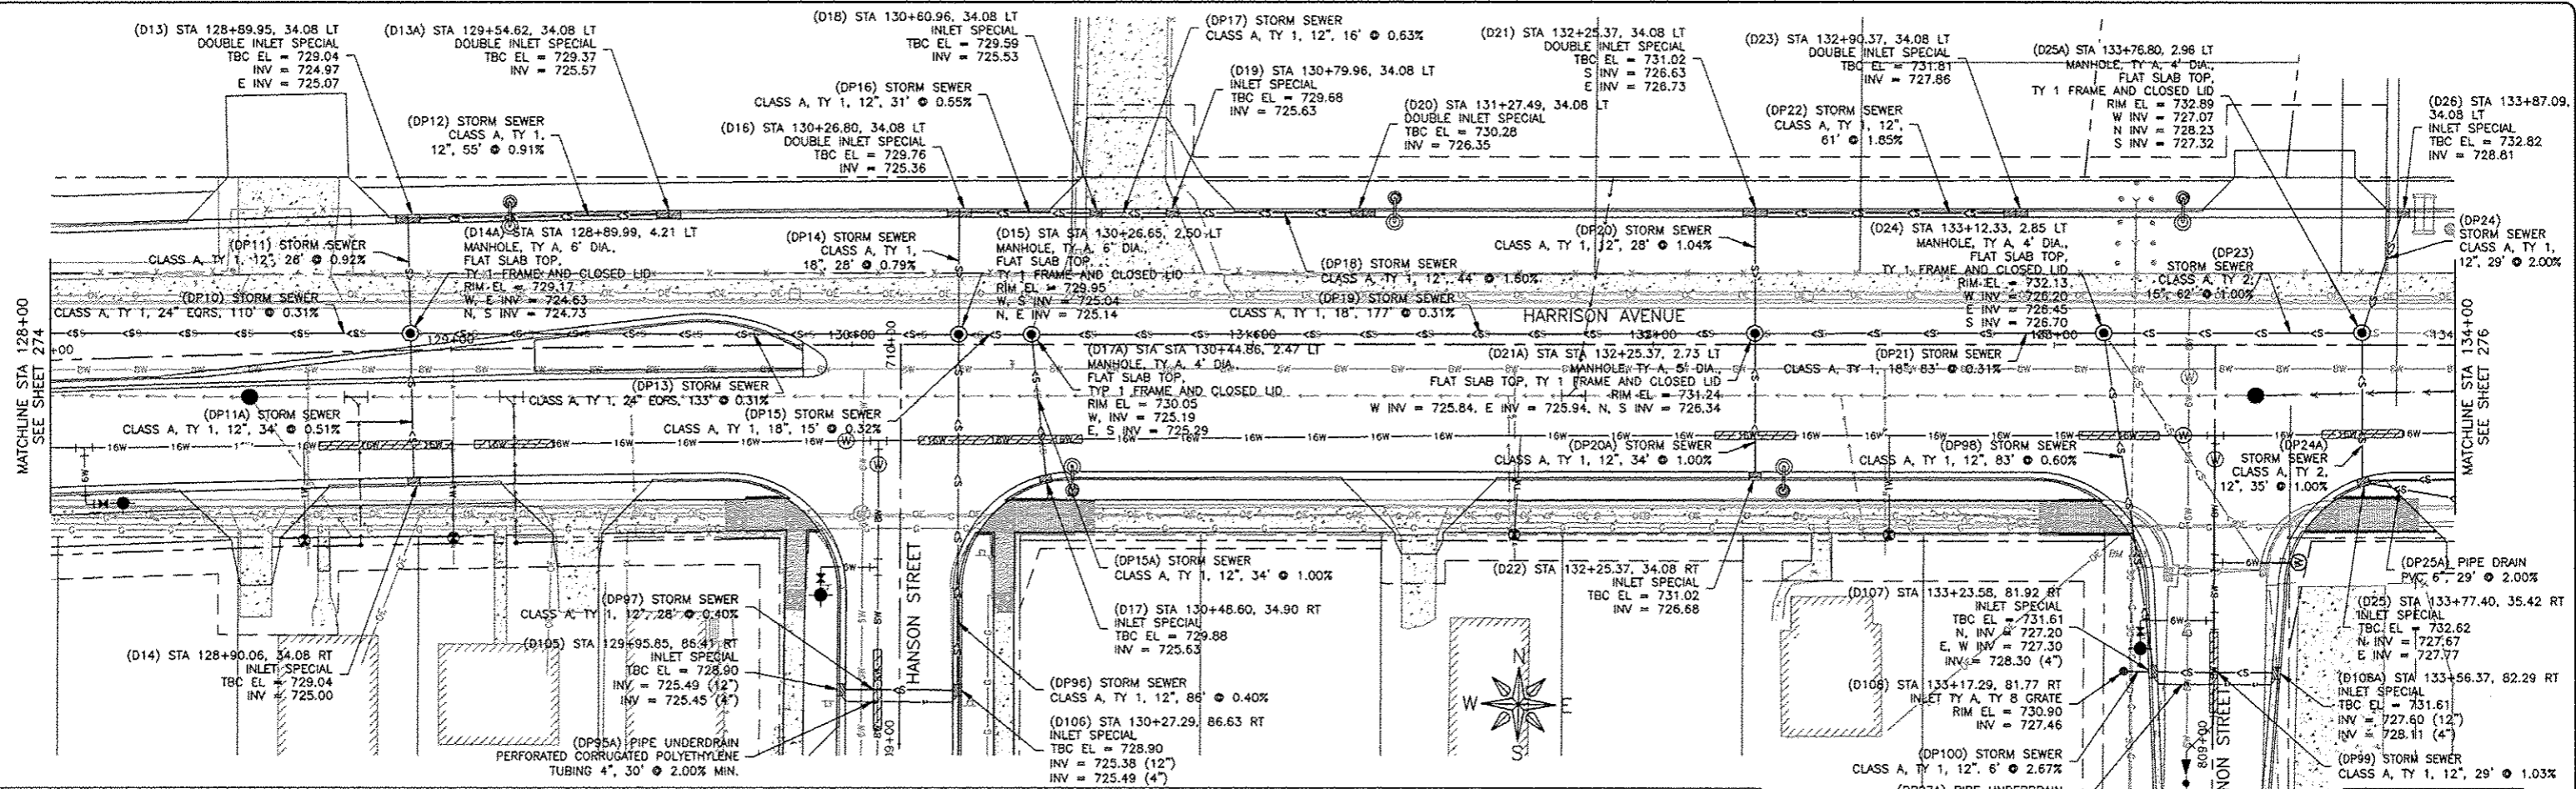 (D13) STA 128+89.95, 34.08 LT
DOUBLE INLET SPECIAL
TBC EL = 729.04
INV = 724.97
E INV = 725.07
(D13A) STA 129+54.62, 34.08 LT
DOUBLE INLET SPECIAL
TBC EL = 729.37
INV = 725.57
(D18) STA 130+60.96, 34.08 LT
INLET SPECIAL
TBC EL = 729.59
INV = 725.53
(DP17) STORM SEWER
CLASS A, TY 1, 12", 16' @ 0.63%
(D21) STA 132+25.37, 34.08 LT
DOUBLE INLET SPECIAL
TBC EL = 731.02
S INV = 726.63
E INV = 726.73
(D23) STA 132+90.37, 34.08 LT
DOUBLE INLET SPECIAL
TBC EL = 731.81
INV = 727.86
(D25A) STA 133+76.80, 2.96 LT
MANHOLE, TY A, 4' DIA.,
FLAT SLAB TOP,
TY 1 FRAME AND CLOSED LID
RIM EL = 732.89
W INV = 727.07
N INV = 728.23
S INV = 727.32
(D26) STA 133+87.09,
34.08 LT
INLET SPECIAL
TBC EL = 732.82
INV = 728.81
(DP12) STORM SEWER
CLASS A, TY 1,
12", 55' @ 0.91%
(DP16) STORM SEWER
CLASS A, TY 1, 12", 31' @ 0.55%
(D16) STA 130+26.80, 34.08 LT
DOUBLE INLET SPECIAL
TBC EL = 729.76
INV = 725.36
(D19) STA 130+79.96, 34.08 LT
INLET SPECIAL
TBC EL = 729.68
INV = 725.63
(D20) STA 131+27.49, 34.08 LT
DOUBLE INLET SPECIAL
TBC EL = 730.28
INV = 726.35
(DP22) STORM SEWER
CLASS A, TY 1, 12",
61' @ 1.85%
(DP11) STORM SEWER
CLASS A, TY 1, 12", 28' @ 0.92%
(D14A) STA STA 128+89.99, 4.21 LT
MANHOLE, TY A, 6' DIA.,
FLAT SLAB TOP,
TY 1 FRAME AND CLOSED LID
RIM EL = 729.17
W, E INV = 724.63
N, S INV = 724.73
(DP14) STORM SEWER
CLASS A, TY 1,
18", 28' @ 0.79%
(D15) STA STA 130+26.65, 2.50 LT
MANHOLE, TY A, 6' DIA.,
FLAT SLAB TOP,
TY 1 FRAME AND CLOSED LID
RIM EL = 729.95
W, S INV = 725.04
N, E INV = 725.14
(DP20) STORM SEWER
CLASS A, TY 1, 12", 28' @ 1.04%
(D24) STA 133+12.33, 2.85 LT
MANHOLE, TY A, 4' DIA.,
FLAT SLAB TOP,
TY 1 FRAME AND CLOSED LID
RIM EL = 732.13
W INV = 726.20
E INV = 726.45
S INV = 726.70
(DP23)
STORM SEWER
CLASS A, TY 2,
15", 62' @ 1.00%
(DP24)
STORM SEWER
CLASS A, TY 1,
12", 29' @ 2.00%
(DP10) STORM SEWER
CLASS A, TY 1, 24" EQRS, 110' @ 0.31%
(DP18) STORM SEWER
CLASS A, TY 1, 12", 44' @ 1.60%
(DP19) STORM SEWER
CLASS A, TY 1, 18", 177' @ 0.31%
HARRISON AVENUE
MATCHLINE STA 128+00
SEE SHEET 274
MATCHLINE STA 134+00
SEE SHEET 276
+00
129+00
130+00
131+00
132+00
133+00
134
710+00
(DP13) STORM SEWER
CLASS A, TY 1, 24" EQRS, 133' @ 0.31%
(DP11A) STORM SEWER
CLASS A, TY 1, 12", 34' @ 0.51%
(DP15) STORM SEWER
CLASS A, TY 1, 18", 15' @ 0.32%
(D17A) STA STA 130+44.86, 2.47 LT
MANHOLE, TY A, 4' DIA.,
FLAT SLAB TOP,
TYP 1 FRAME AND CLOSED LID
RIM EL = 730.05
W, INV = 725.19
E, S INV = 725.29
(D21A) STA STA 132+25.37, 2.73 LT
MANHOLE, TY A, 5' DIA.,
FLAT SLAB TOP, TY 1 FRAME AND CLOSED LID
RIM EL = 731.24
W INV = 725.84, E INV = 725.94, N, S INV = 726.34
(DP21) STORM SEWER
CLASS A, TY 1, 18", 83' @ 0.31%
(DP20A) STORM SEWER
CLASS A, TY 1, 12", 34' @ 1.00%
(DP98) STORM SEWER
CLASS A, TY 1, 12", 83' @ 0.60%
(DP24A)
STORM SEWER
CLASS A, TY 2,
12", 35' @ 1.00%
(DP15A) STORM SEWER
CLASS A, TY 1, 12", 34' @ 1.00%
(D17) STA 130+48.60, 34.90 RT
INLET SPECIAL
TBC EL = 729.88
INV = 725.63
(D22) STA 132+25.37, 34.08 RT
INLET SPECIAL
TBC EL = 731.02
INV = 726.68
(DP25A) PIPE DRAIN
PVC 6", 29' @ 2.00%
(D25) STA 133+77.40, 35.42 RT
INLET SPECIAL
TBC EL = 732.62
N INV = 727.67
E INV = 727.77
(D14) STA 128+90.06, 34.08 RT
INLET SPECIAL
TBC EL = 729.04
INV = 725.00
(DP97) STORM SEWER
CLASS A, TY 1, 12", 28' @ 0.40%
(D105) STA 129+95.85, 86.41 RT
INLET SPECIAL
TBC EL = 728.90
INV = 725.49 (12")
INV = 725.45 (4")
(DP95A) PIPE UNDERDRAIN
PERFORATED CORRUGATED POLYETHYLENE
TUBING 4", 30' @ 2.00% MIN.
HANSON STREET
(DP96) STORM SEWER
CLASS A, TY 1, 12", 86' @ 0.40%
(D106) STA 130+27.29, 86.63 RT
INLET SPECIAL
TBC EL = 728.90
INV = 725.38 (12")
INV = 725.49 (4")
N
W E
S
(D107) STA 133+23.58, 81.92 RT
INLET SPECIAL
TBC EL = 731.61
N, INV = 727.20
E, W INV = 727.30
INV = 728.30 (4")
(D108) STA 133+17.29, 81.77 RT
INLET TY A, TY 8 GRATE
RIM EL = 730.90
INV = 727.46
(DP100) STORM SEWER
CLASS A, TY 1, 12", 6' @ 2.67%
(D108A) STA 133+56.37, 82.29 RT
INLET SPECIAL
TBC EL = 731.61
INV = 727.60 (12")
INV = 728.11 (4")
(DP99) STORM SEWER
CLASS A, TY 1, 12", 29' @ 1.03%
809+00
NON STREET